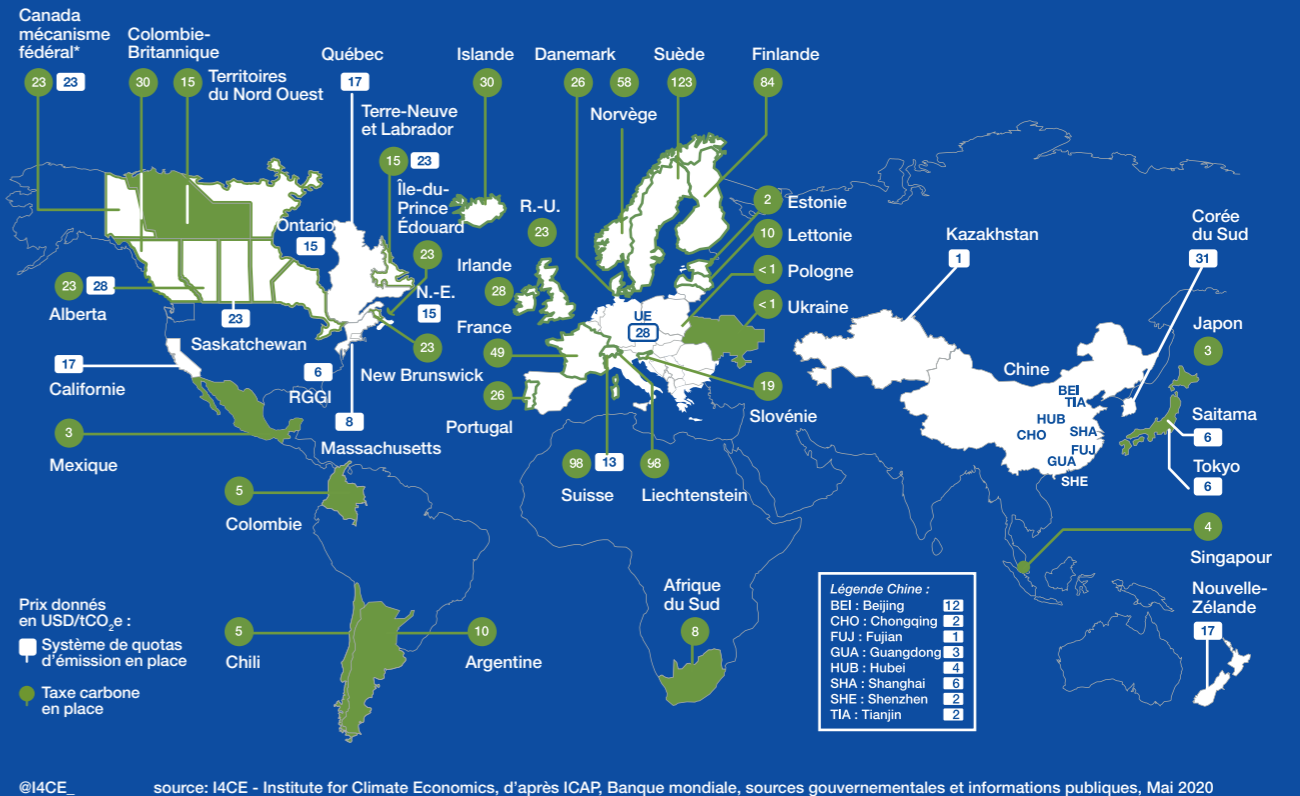 Canada
mécanisme
fédéral*
23 23
Colombie-
Britannique
30
15
Territoires
du Nord Ouest
Québec
17
Terre-Neuve
et Labrador
15 23
Île-du-
Prince
Édouard
23
Islande
30
Danemark
26
58
Norvège
Suède
123
Finlande
84
Ontario
15
R.-U.
23
Irlande
28
N.-E.
15
23 28
Alberta
23
Saskatchewan
23
New Brunswick
17
Californie
6
RGGI
8
Massachusetts
3
Mexique
France
49
26
Portugal
UE
28
2
Estonie
10
Lettonie
<1
Pologne
<1
Ukraine
19
Slovénie
98 13
Suisse
98
Liechtenstein
Kazakhstan
1
Corée
du Sud
31
Japon
3
Saitama
6
Tokyo
6
Chine
BEI
TIA
HUB
CHO
SHA
FUJ
GUA
SHE
4
Singapour
5
Colombie
5
Chili
10
Argentine
Afrique
du Sud
8
Nouvelle-
Zélande
17
Légende Chine :
BEI : Beijing 12
CHO : Chongqing 2
FUJ : Fujian 1
GUA : Guangdong 3
HUB : Hubei 4
SHA : Shanghai 6
SHE : Shenzhen 2
TIA : Tianjin 2
Prix donnés
en USD/tCO₂e :
Système de quotas
d'émission en place
Taxe carbone
en place
@I4CE_
source: I4CE - Institute for Climate Economics, d'après ICAP, Banque mondiale, sources gouvernementales et informations publiques, Mai 2020